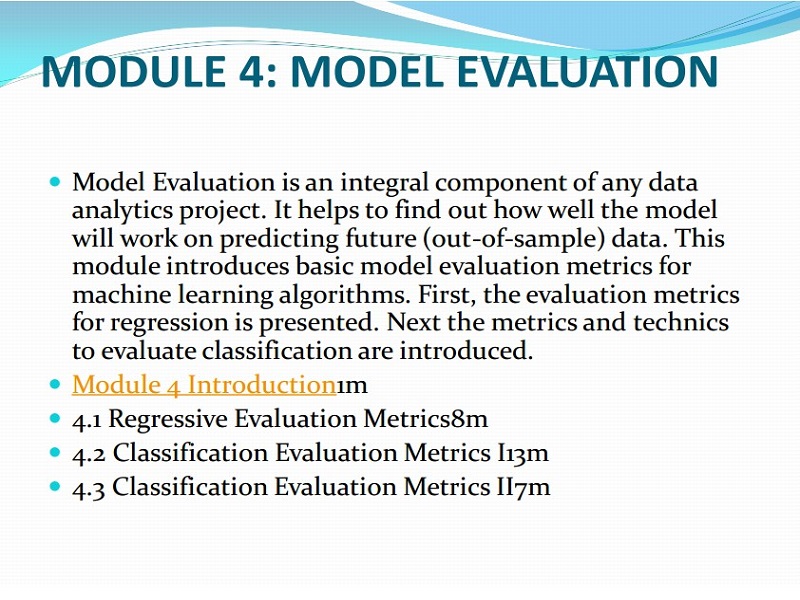 MODULE 4: MODEL EVALUATION
• Model Evaluation is an integral component of any data
analytics project. It helps to find out how well the model
will work on predicting future (out-of-sample) data. This
module introduces basic model evaluation metrics for
machine learning algorithms. First, the evaluation metrics
for regression is presented. Next the metrics and technics
to evaluate classification are introduced.
• Module 4 Introduction1m
• 4.1 Regressive Evaluation Metrics8m
• 4.2 Classification Evaluation Metrics I13m
• 4.3 Classification Evaluation Metrics II7m